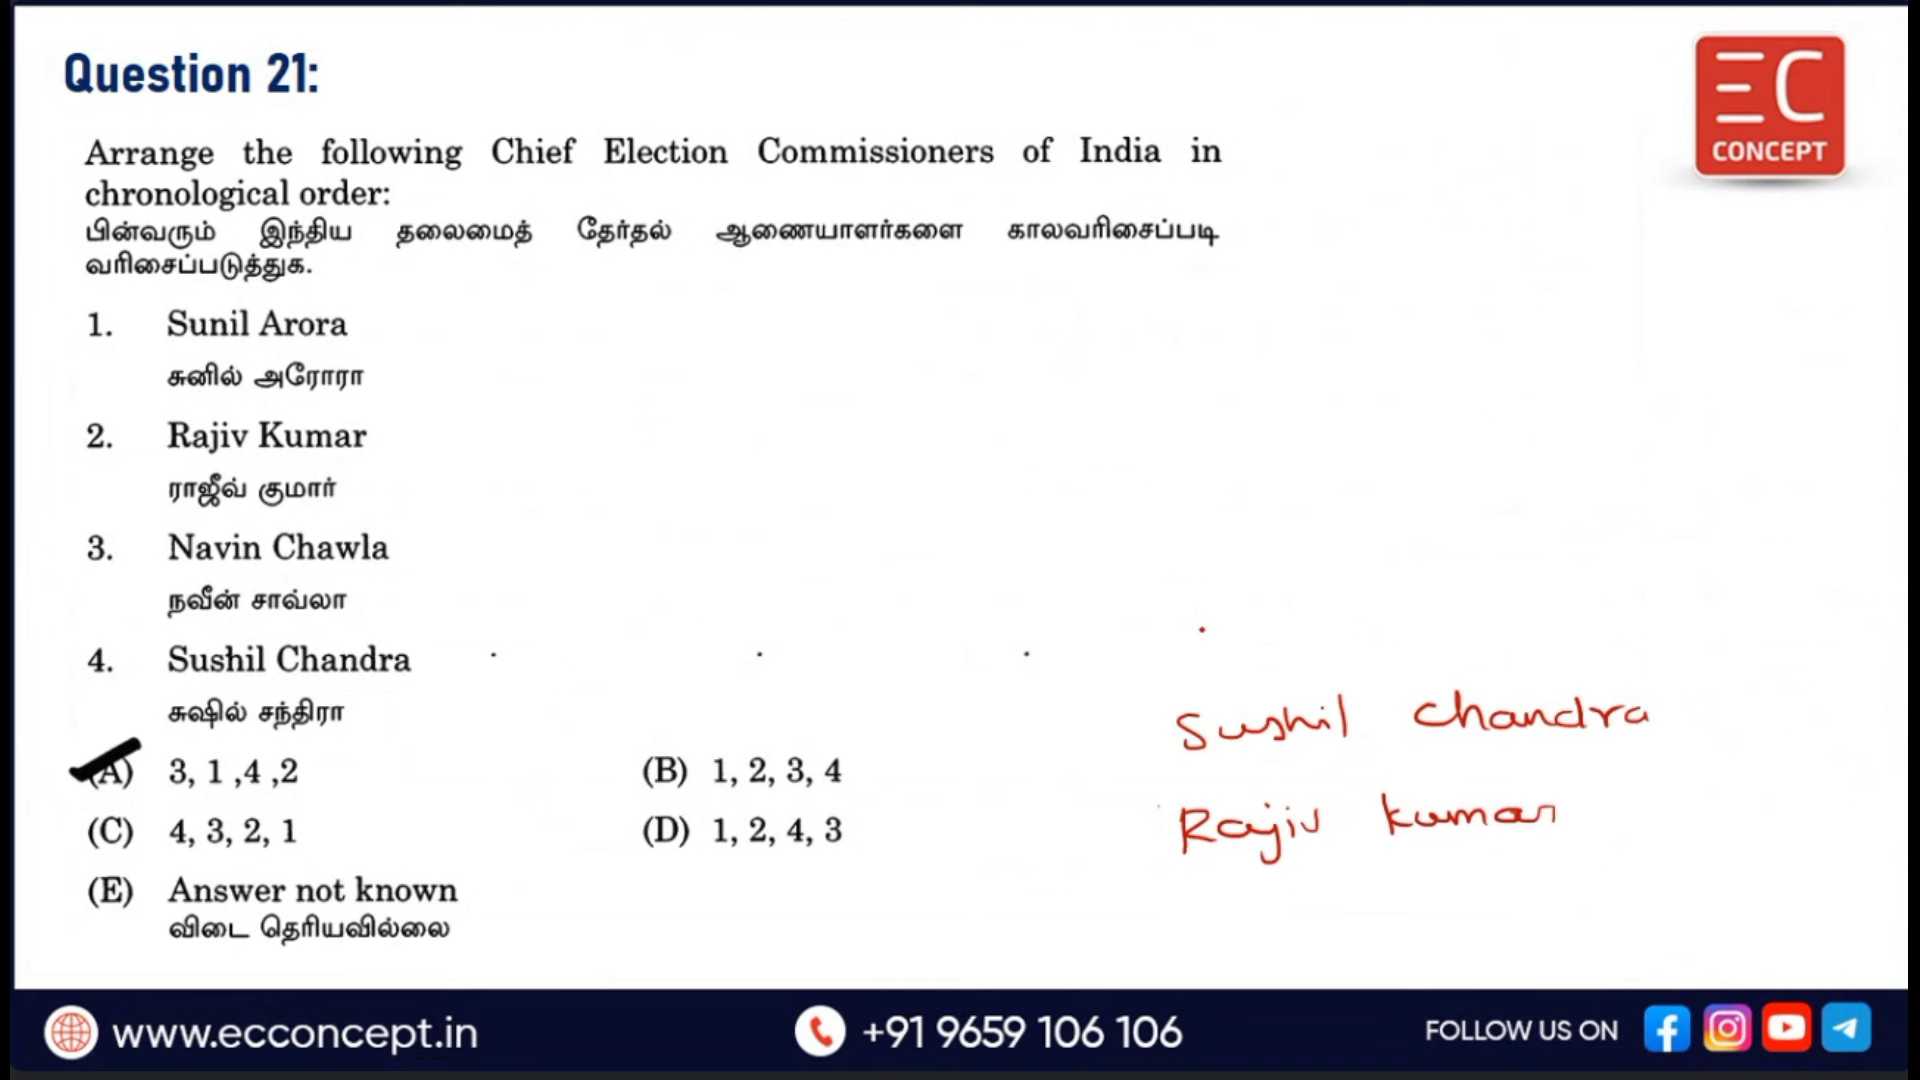 Question 21:
EC
CONCEPT
Arrange the following Chief Election Commissioners of India in
chronological order:
பின்வரும் இந்திய தலைமைத் தேர்தல் ஆணையாளர்களை காலவரிசைப்படி
வரிசைப்படுத்துக.
1. Sunil Arora
சுனில் அரோரா
2. Rajiv Kumar
ராஜீவ் குமார்
3. Navin Chawla
நவீன் சாவ்லா
4. Sushil Chandra
சுஷில் சந்திரா
(A) 3, 1 ,4 ,2
(B) 1, 2, 3, 4
(C) 4, 3, 2, 1
(D) 1, 2, 4, 3
(E) Answer not known
விடை தெரியவில்லை
Sushil Chandra
Rajiv Kumar
www.ecconcept.in
+91 9659 106 106
FOLLOW US ON